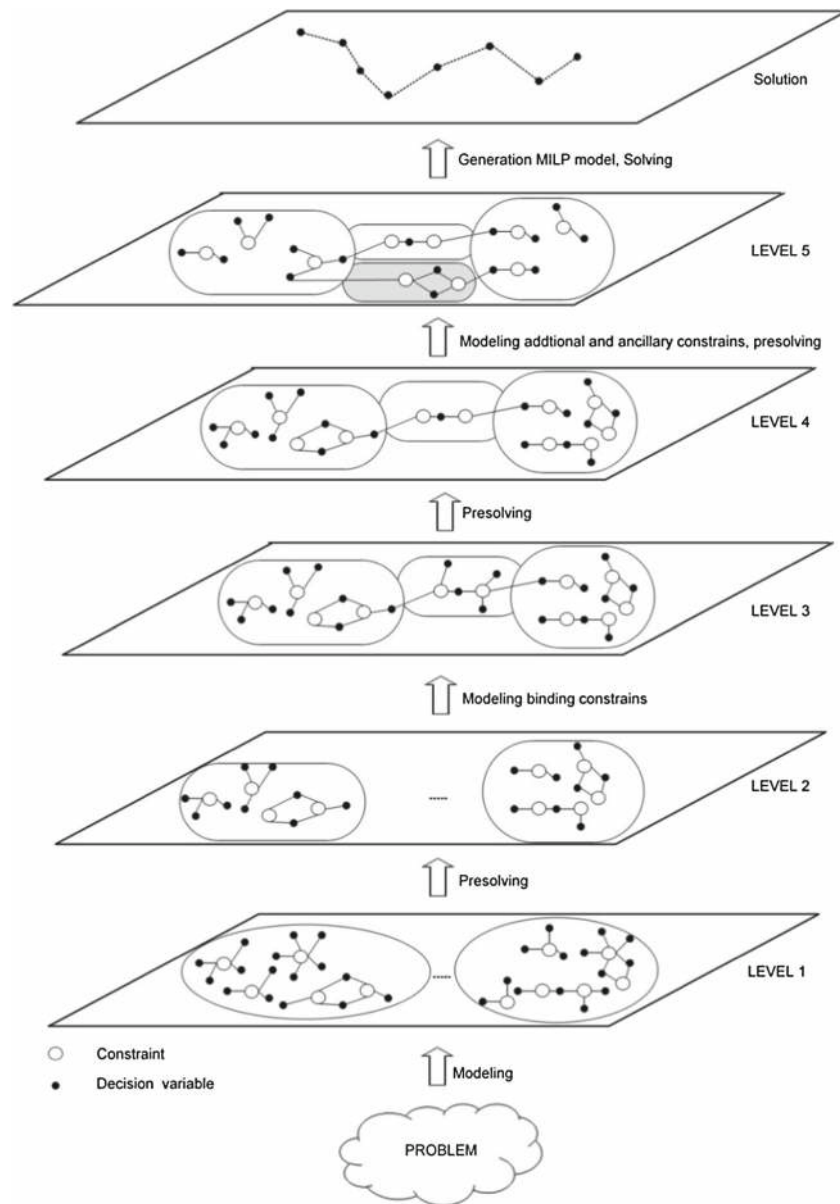 Solution
Generation MILP model, Solving
LEVEL 5
Modeling addtional and ancillary constrains, presolving
LEVEL 4
Presolving
LEVEL 3
Modeling binding constrains
LEVEL 2
.....
Presolving
LEVEL 1
.....
Constraint
Decision variable
Modeling
PROBLEM